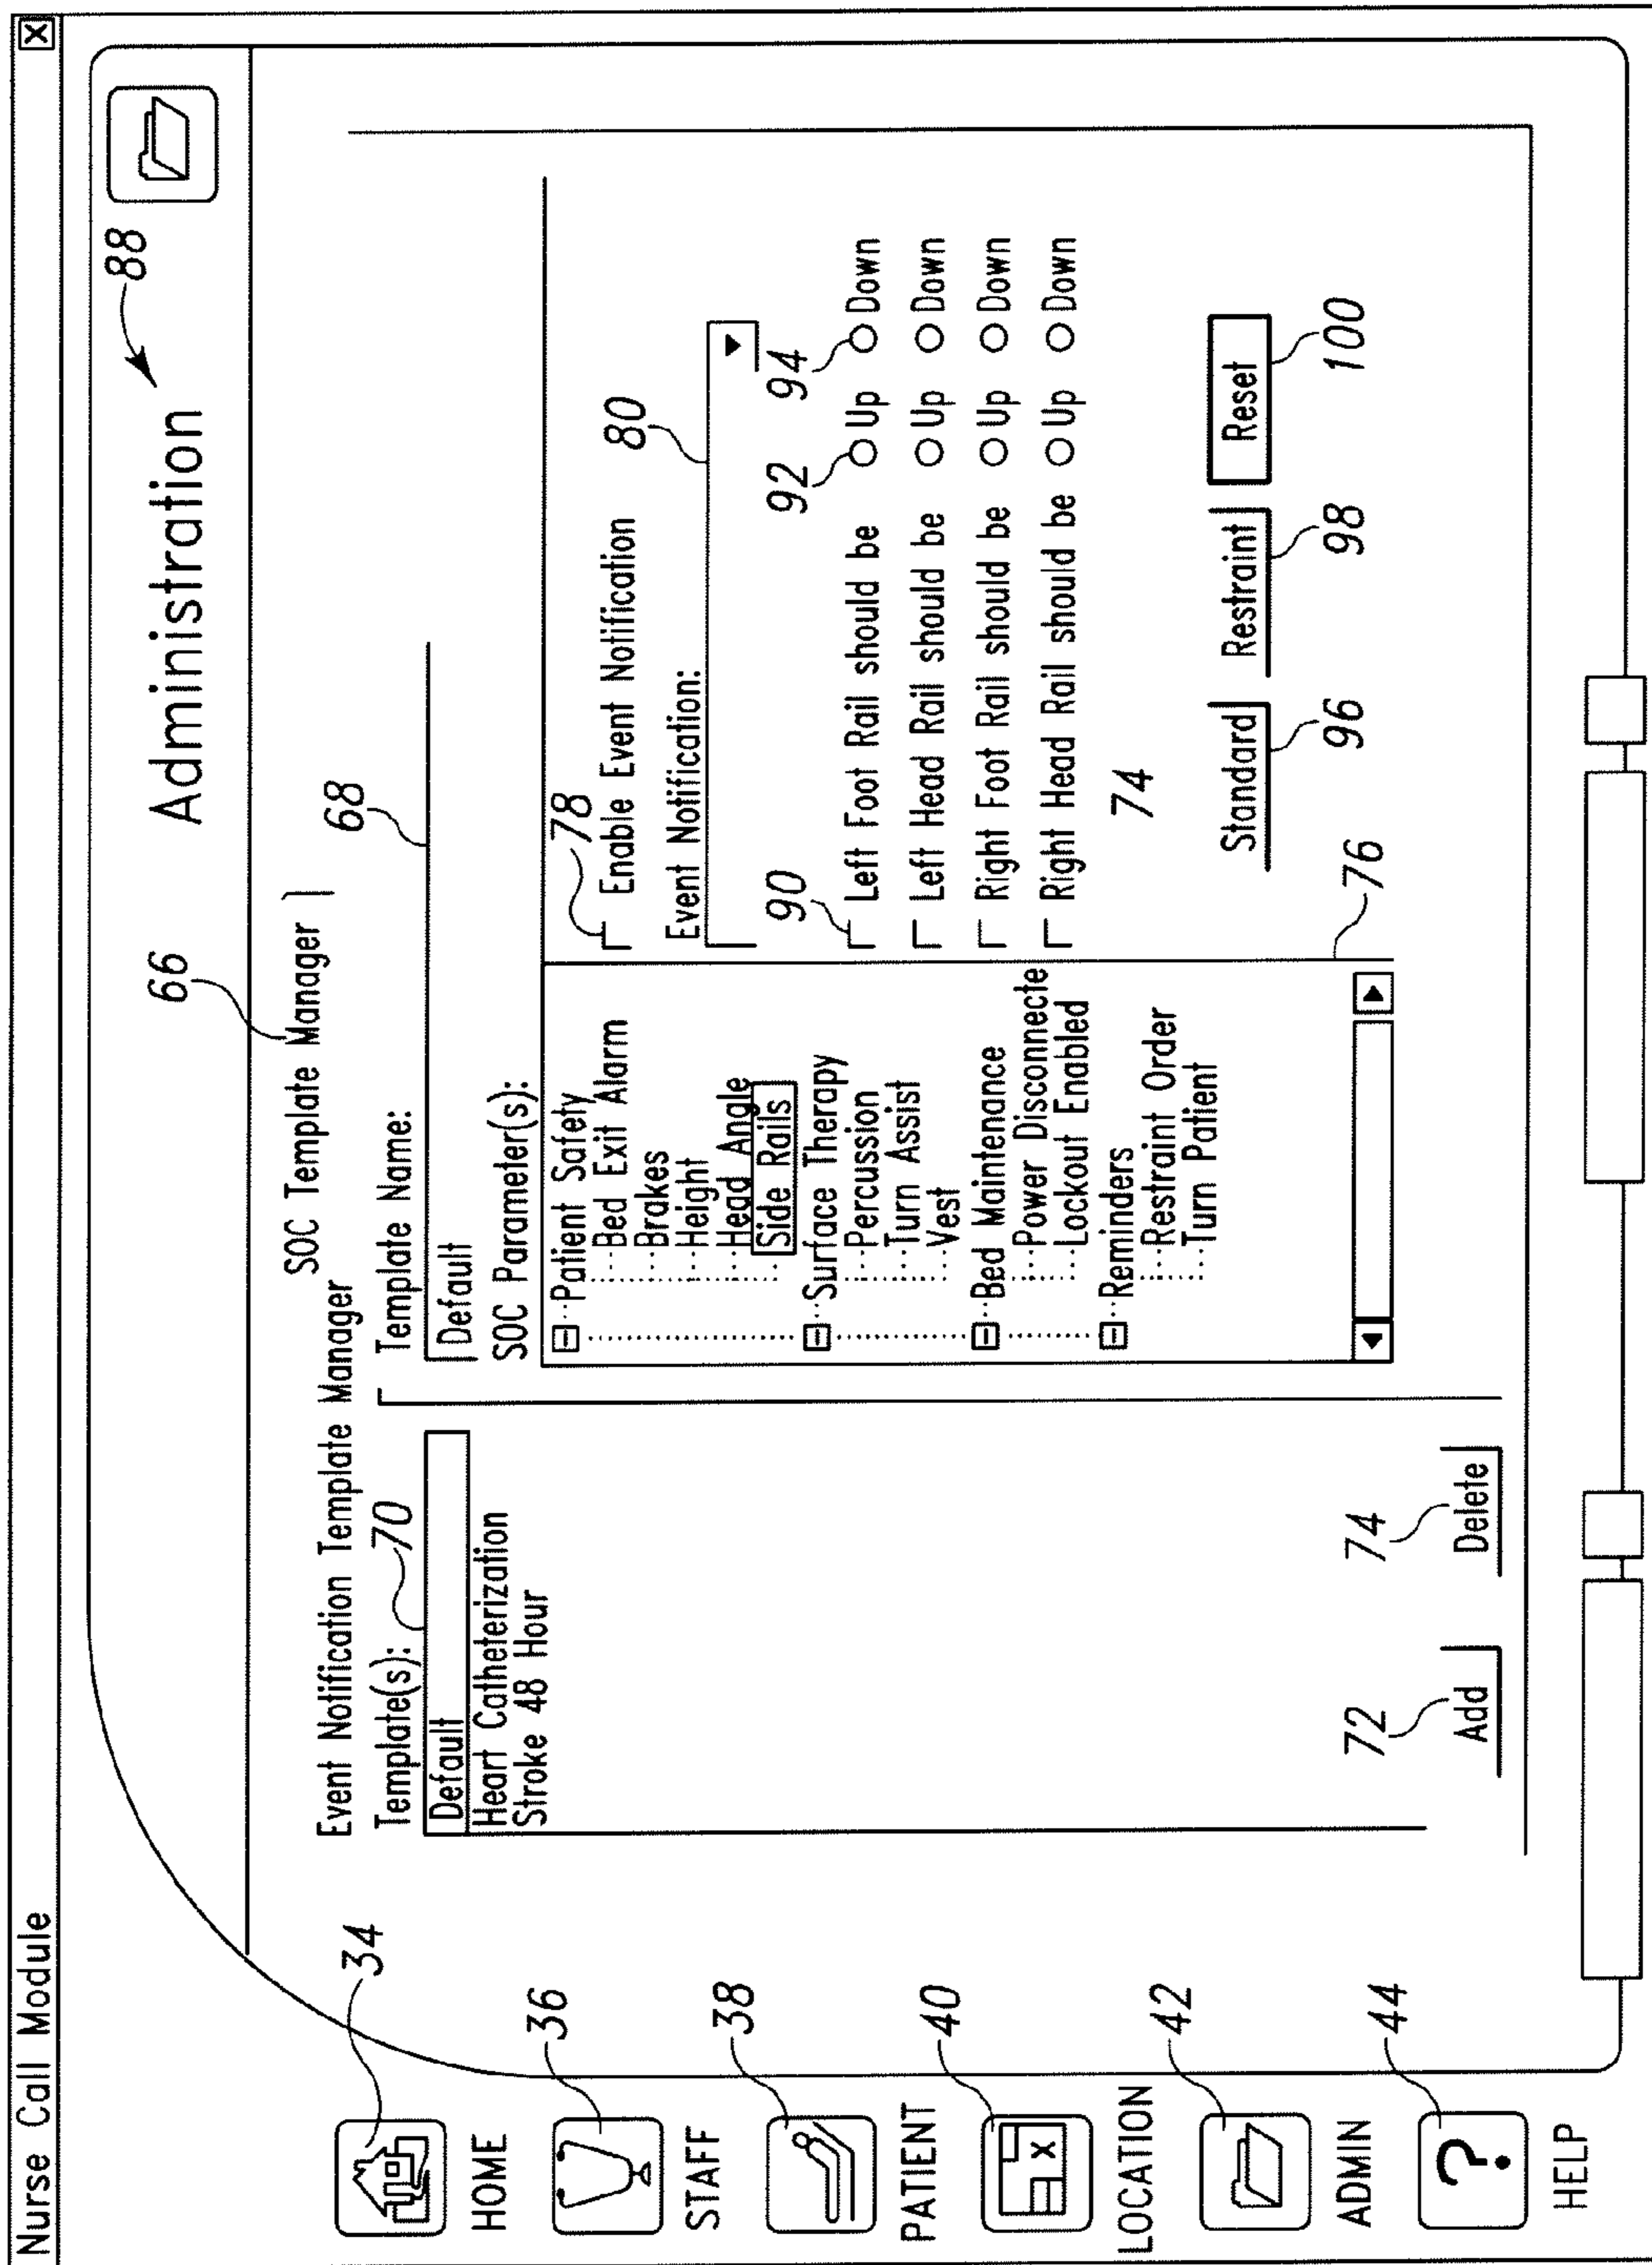 Nurse Call Module
X
Administration
88
66
SOC Template Manager
Event Notification Template Manager
Template(s):
70
Default
Heart Catheterization
Stroke 48 Hour
72
Add
74
Delete
Template Name:
68
Default
SOC Parameter(s):
Patient Safety
Bed Exit Alarm
Brakes
Height
Head Angle
Side Rails
Surface Therapy
Percussion
Turn Assist
Vest
Bed Maintenance
Power Disconnecte
Lockout Enabled
Reminders
Restraint Order
Turn Patient
76
78
Enable Event Notification
Event Notification:
80
90
92
94
Left Foot Rail should be Up Down
Left Head Rail should be Up Down
Right Foot Rail should be Up Down
Right Head Rail should be Up Down
74
Standard
Restraint
Reset
96
98
100
34
HOME
36
STAFF
38
PATIENT
40
X
LOCATION
42
ADMIN
44
?
HELP